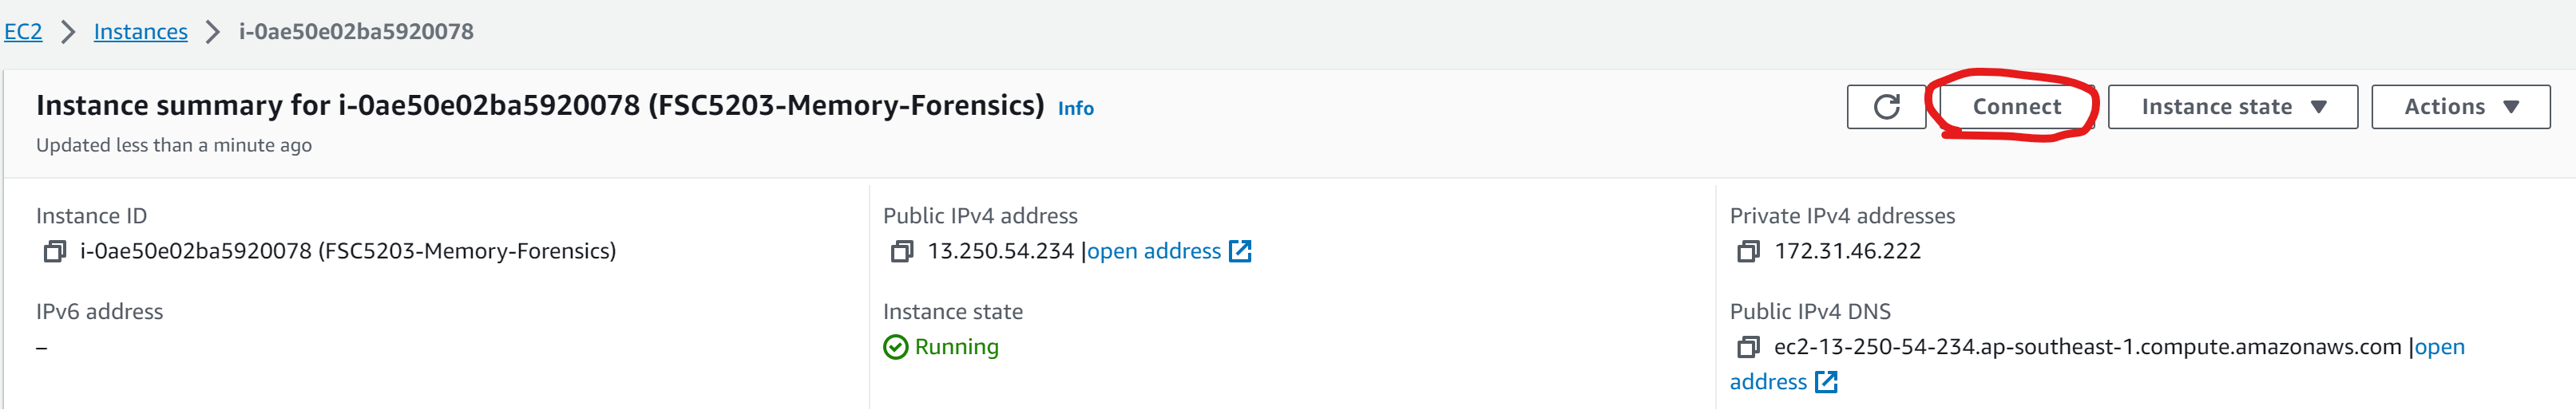 EC2 > Instances > i-0ae50e02ba5920078
Instance summary for i-0ae50e02ba5920078 (FSC5203-Memory-Forensics) Info
Connect
Instance state
Actions
Updated less than a minute ago
Instance ID
i-0ae50e02ba5920078 (FSC5203-Memory-Forensics)
Public IPv4 address
13.250.54.234 |open address
Private IPv4 addresses
172.31.46.222
IPv6 address
–
Instance state
Running
Public IPv4 DNS
ec2-13-250-54-234.ap-southeast-1.compute.amazonaws.com |open
address